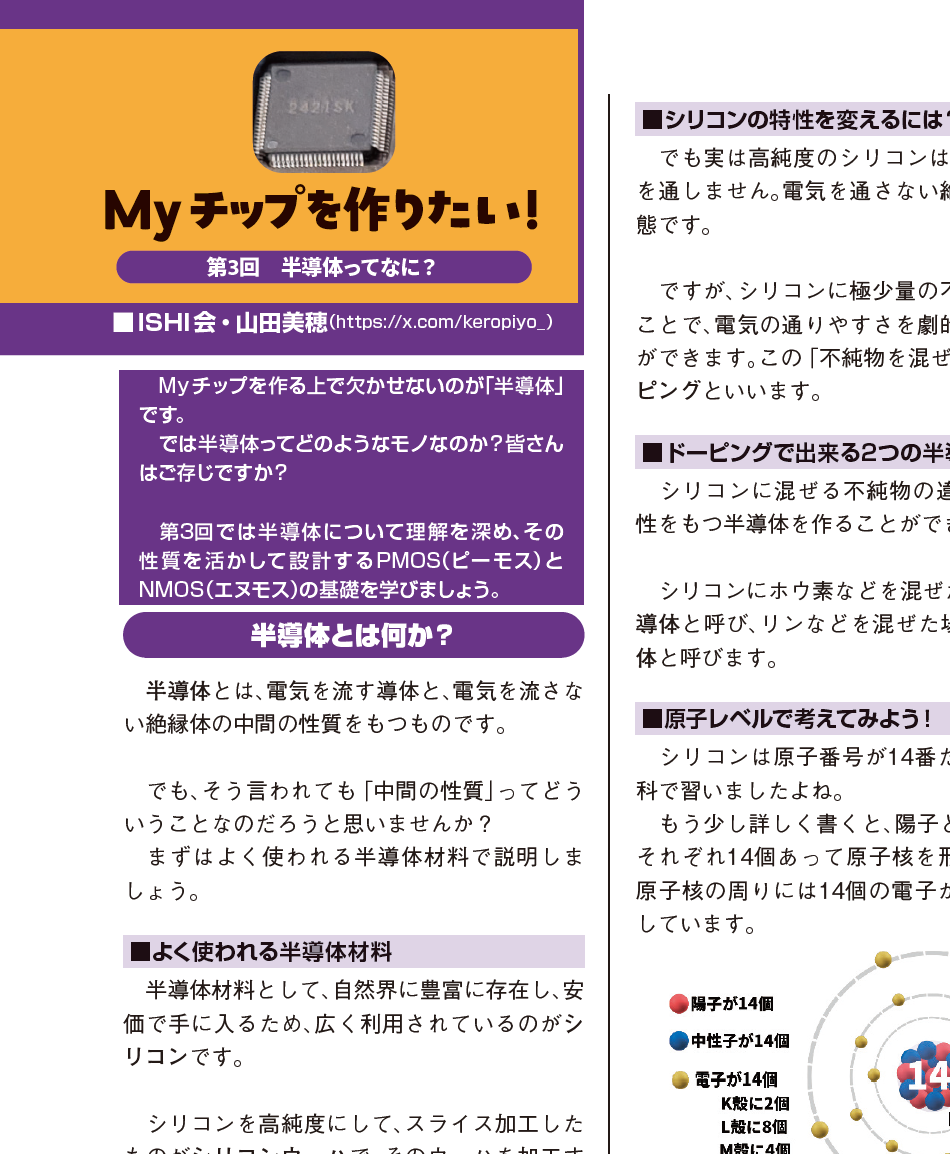 2421SK
Myチップを作りたい!
第3回　半導体ってなに？
■ISHI会・山田美穂(https://x.com/keropiyo_)
　Myチップを作る上で欠かせないのが「半導体」
です。
　では半導体ってどのようなモノなのか？皆さん
はご存じですか？
　第3回では半導体について理解を深め、その
性質を活かして設計するPMOS(ピーモス)と
NMOS(エヌモス)の基礎を学びましょう。
半導体とは何か？
　半導体とは、電気を流す導体と、電気を流さな
い絶縁体の中間の性質をもつものです。
　でも、そう言われても「中間の性質」ってどう
いうことなのだろうと思いませんか？
　まずはよく使われる半導体材料で説明しま
しょう。
■よく使われる半導体材料
　半導体材料として、自然界に豊富に存在し、安
価で手に入るため、広く利用されているのがシ
リコンです。
　シリコンを高純度にして、スライス加工した
ものがシリコンウェハで、そのウェハを加工す
■シリコンの特性を変えるには？
　でも実は高純度のシリコンは
を通しません。電気を通さない
態です。
　ですが、シリコンに極少量の
ことで、電気の通りやすさを劇
ができます。この「不純物を混ぜ
ピングといいます。
■ドーピングで出来る2つの半
　シリコンに混ぜる不純物の
性をもつ半導体を作ることがで
　シリコンにホウ素などを混ぜ
導体と呼び、リンなどを混ぜた
体と呼びます。
■原子レベルで考えてみよう！
　シリコンは原子番号が14番
科で習いましたよね。
　もう少し詳しく書くと、陽子
それぞれ14個あって原子核を
原子核の周りには14個の電子
しています。
陽子が14個
中性子が14個
電子が14個
K殻に2個
L殻に8個
M殻に4個
14